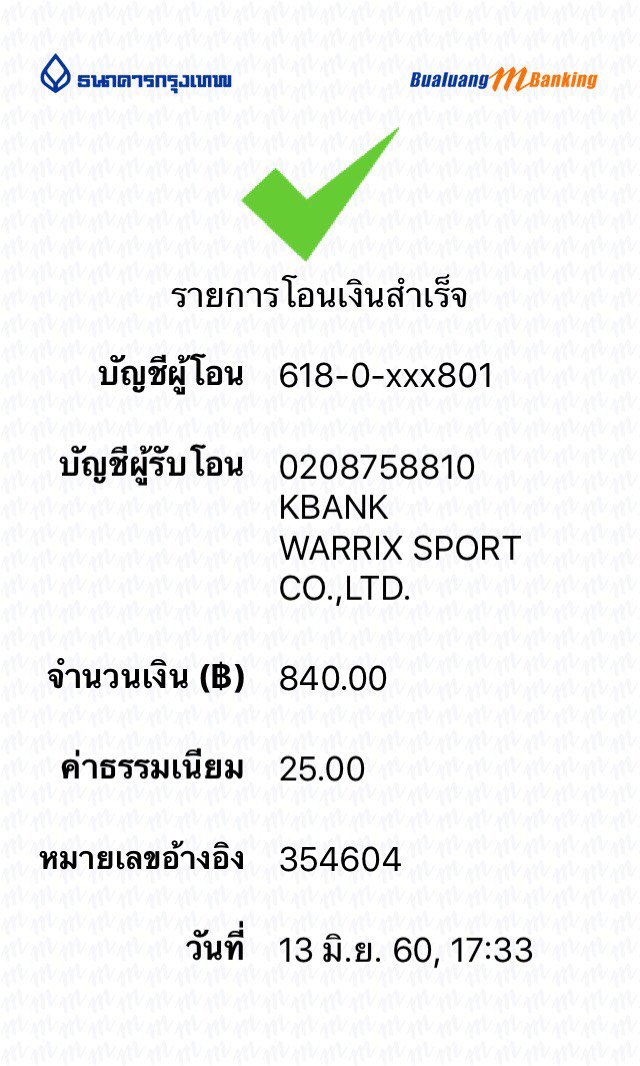 ธนาคารกรุงเทพ Bualuang mBanking
รายการโอนเงินสำเร็จ
บัญชีผู้โอน 618-0-xxx801
บัญชีผู้รับโอน 0208758810
KBANK
WARRIX SPORT
CO.,LTD.
จำนวนเงิน (฿) 840.00
ค่าธรรมเนียม 25.00
หมายเลขอ้างอิง 354604
วันที่ 13 มิ.ย. 60, 17:33